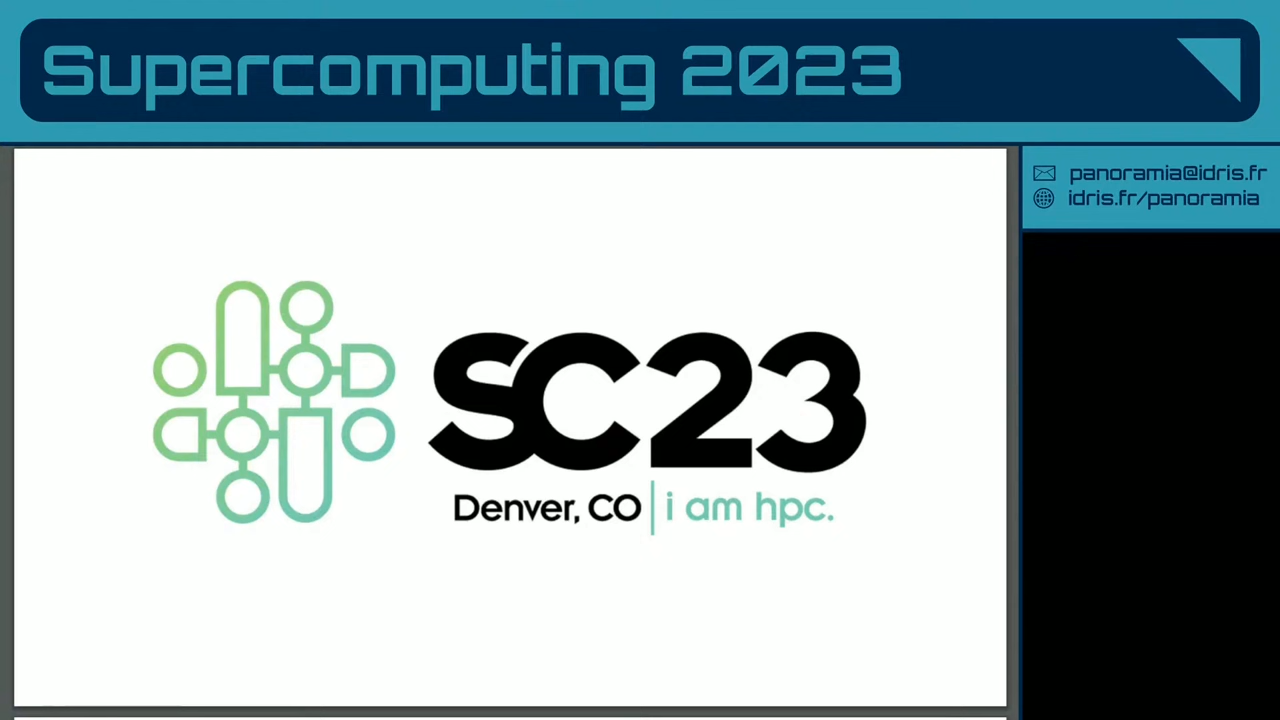 Supercomputing 2023
panoramia@idris.fr
idris.fr/panoramia
SC23
Denver, CO | i am hpc.